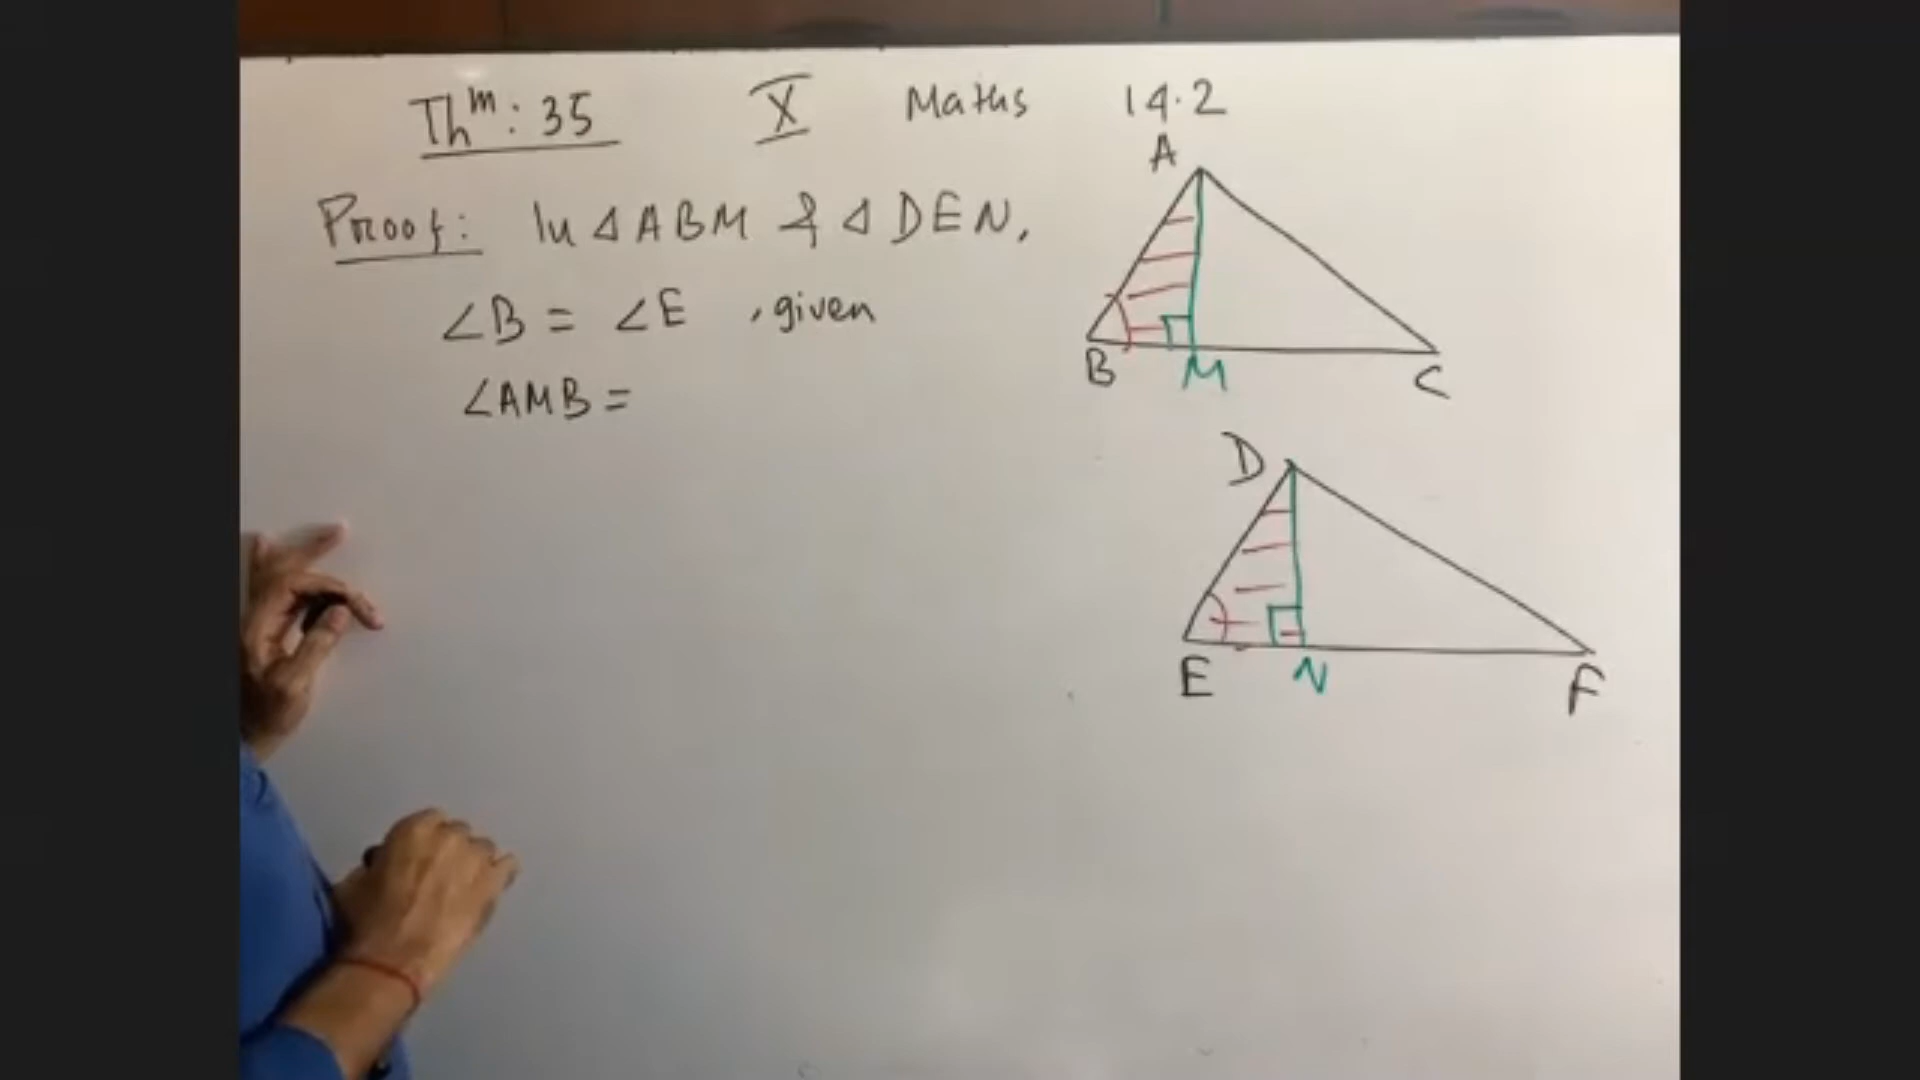 Thᵐ: 35 X Maths 14.2
Proof: In △ABM & △DEN,
∠B = ∠E , given
∠AMB =
A
B M C
D
E N F